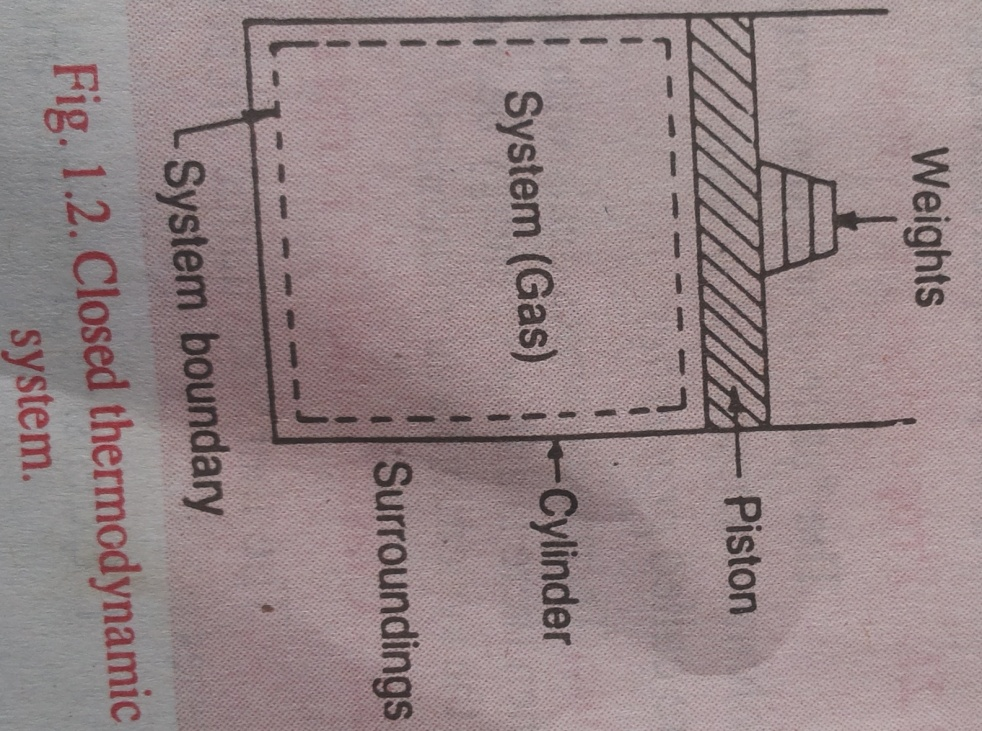 Weights
Piston
System (Gas)
Cylinder
Surroundings
System boundary
Fig. 1.2. Closed thermodynamic
system.